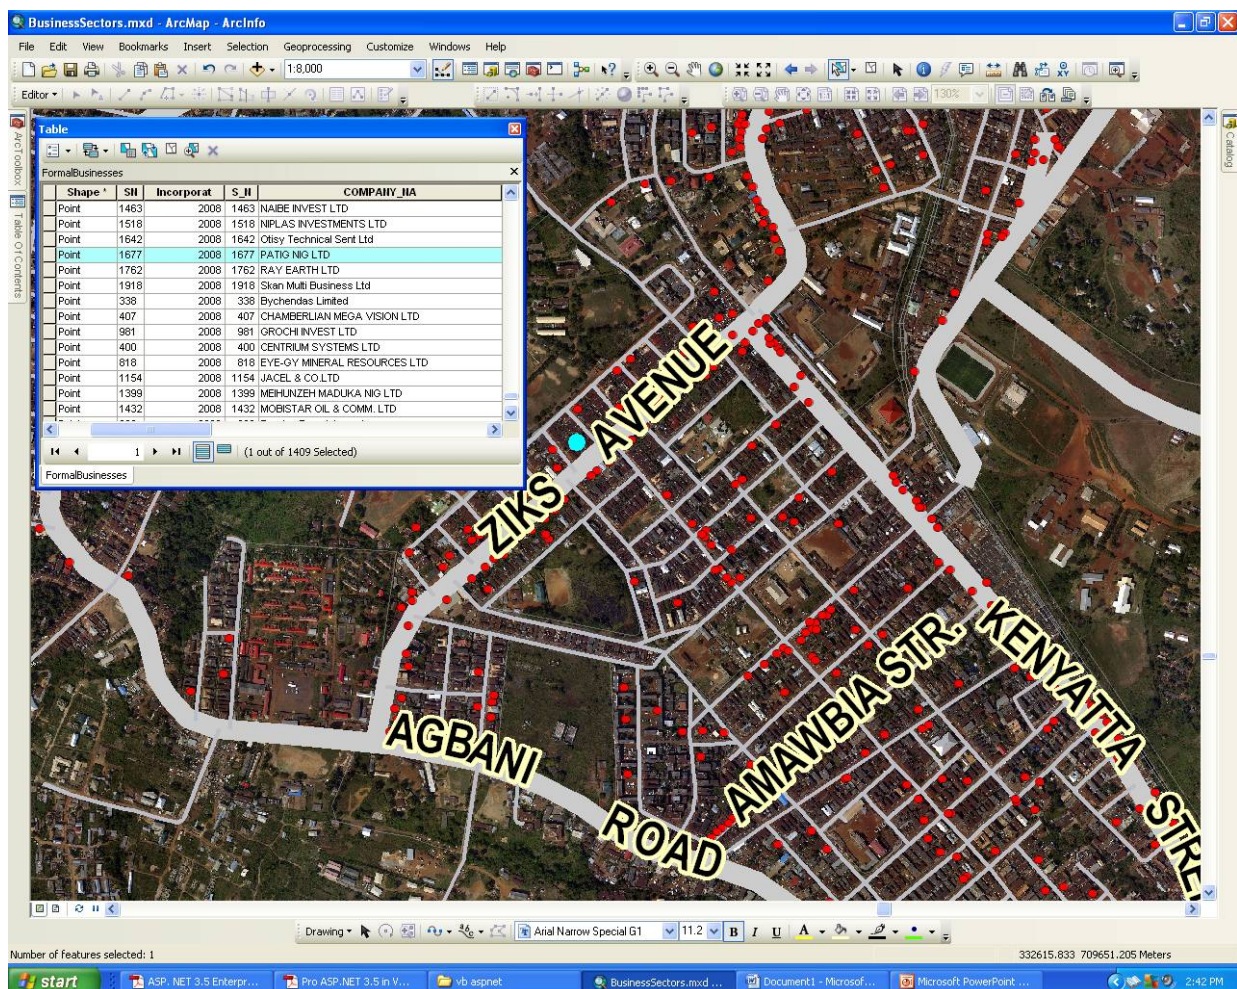 BusinessSectors.mxd - ArcMap - ArcInfo
File Edit View Bookmarks Insert Selection Geoprocessing Customize Windows Help
1:8,000
Editor
130%
ArcToolbox
Table Of Contents
Catalog
Table
FormalBusinesses
Shape * SN Incorporat S_N COMPANY_NA
Point 1463 2008 1463 NAIBE INVEST LTD
Point 1518 2008 1518 NIPLAS INVESTMENTS LTD
Point 1642 2008 1642 Otisy Technical Sent Ltd
Point 1677 2008 1677 PATIG NIG LTD
Point 1762 2008 1762 RAY EARTH LTD
Point 1918 2008 1918 Skan Multi Business Ltd
Point 338 2008 338 Bychendas Limited
Point 407 2008 407 CHAMBERLIAN MEGA VISION LTD
Point 981 2008 981 GROCHI INVEST LTD
Point 400 2008 400 CENTRIUM SYSTEMS LTD
Point 818 2008 818 EYE-GY MINERAL RESOURCES LTD
Point 1154 2008 1154 JACEL & CO.LTD
Point 1399 2008 1399 MEIHUNZEH MADUKA NIG LTD
Point 1432 2008 1432 MOBISTAR OIL & COMM. LTD
1 (1 out of 1409 Selected)
FormalBusinesses
ZIKS AVENUE
AGBANI ROAD
AMAWBIA STR.
KENYATTA STRE
Drawing Arial Narrow Special G1 11.2 B I U A
Number of features selected: 1
332615.833 709651.205 Meters
start ASP. NET 3.5 Enterpr... Pro ASP.NET 3.5 in V... vb aspnet BusinessSectors.mxd ... Document1 - Microsof... Microsoft PowerPoint ... 2:42 PM